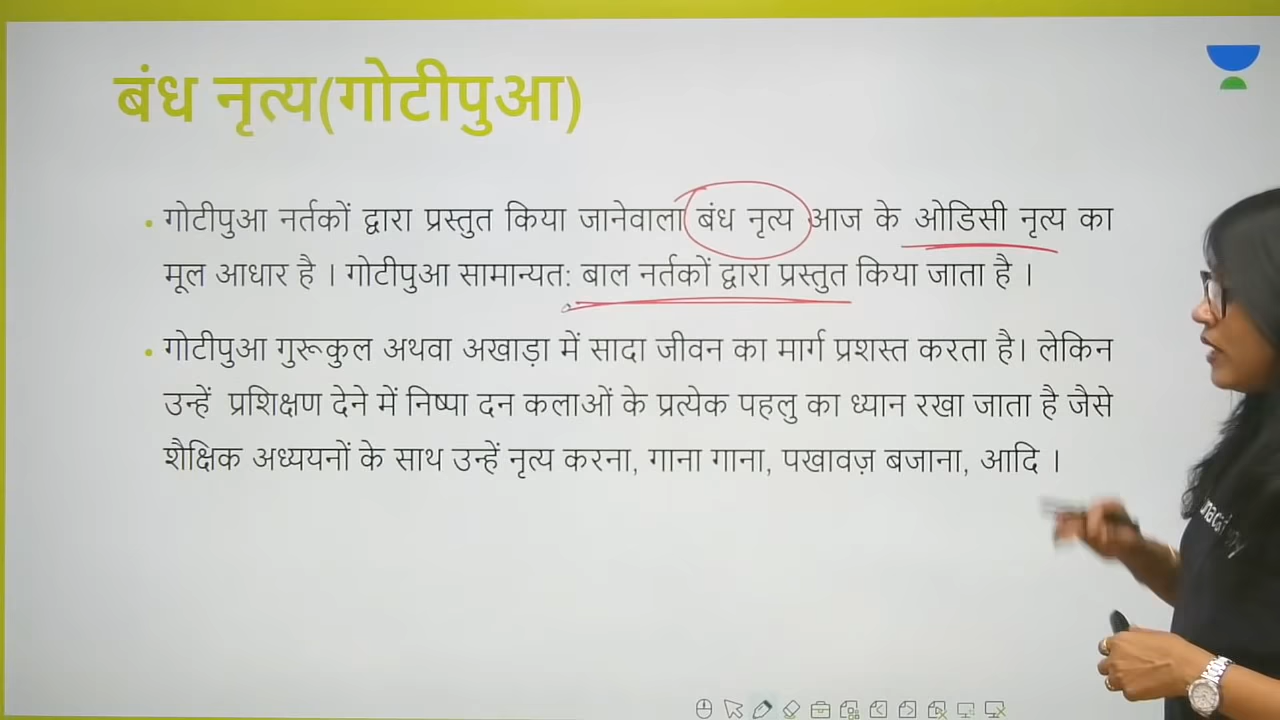 बंध नृत्य(गोटीपुआ)
गोटीपुआ नर्तकों द्वारा प्रस्तुत किया जानेवाला बंध नृत्य आज के ओडिसी नृत्य का
मूल आधार है । गोटीपुआ सामान्यत: बाल नर्तकों द्वारा प्रस्तुत किया जाता है ।
गोटीपुआ गुरूकुल अथवा अखाड़ा में सादा जीवन का मार्ग प्रशस्त करता है। लेकिन
उन्हें प्रशिक्षण देने में निष्पा दन कलाओं के प्रत्येक पहलु का ध्यान रखा जाता है जैसे
शैक्षिक अध्ययनों के साथ उन्हें नृत्य करना, गाना गाना, पखावज़ बजाना, आदि ।